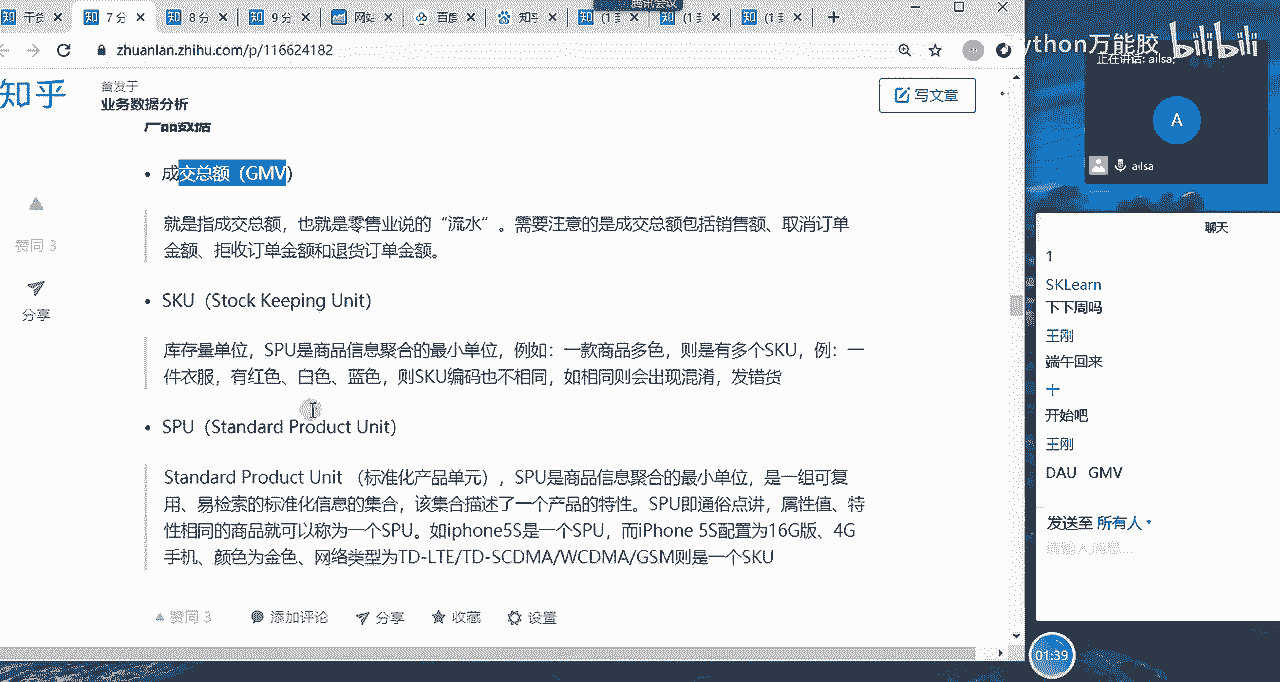 7 分
8 分
9 分
网站
百度
知乎
(1 封
(1 封
(1 封
腾讯会议
zhuanlan.zhihu.com/p/116624182
ython万能胶 bilibili
正在讲话: ailsa;
A
ailsa
知乎
首发于
业务数据分析
写文章
产品数据
• 成交总额（GMV）
就是指成交总额，也就是零售业说的“流水”。需要注意的是成交总额包括销售额、取消订单
金额、拒收订单金额和退货订单金额。
• SKU（Stock Keeping Unit）
库存量单位，SPU是商品信息聚合的最小单位，例如：一款商品多色，则是有多个SKU，例：一
件衣服，有红色、白色、蓝色，则SKU编码也不相同，如相同则会出现混淆，发错货
• SPU（Standard Product Unit）
Standard Product Unit （标准化产品单元），SPU是商品信息聚合的最小单位，是一组可复
用、易检索的标准化信息的集合，该集合描述了一个产品的特性。SPU即通俗点讲，属性值、特
性相同的商品就可以称为一个SPU。如iphone5S是一个SPU，而iPhone 5S配置为16G版、4G
手机、颜色为金色、网络类型为TD-LTE/TD-SCDMA/WCDMA/GSM则是一个SKU
赞同 3
分享
赞同 3
添加评论
分享
收藏
设置
聊天
1
SKLearn
下下周吗
王刚
端午回来
十
开始吧
王刚
DAU GMV
发送至 所有人
请输入消息...
01:39